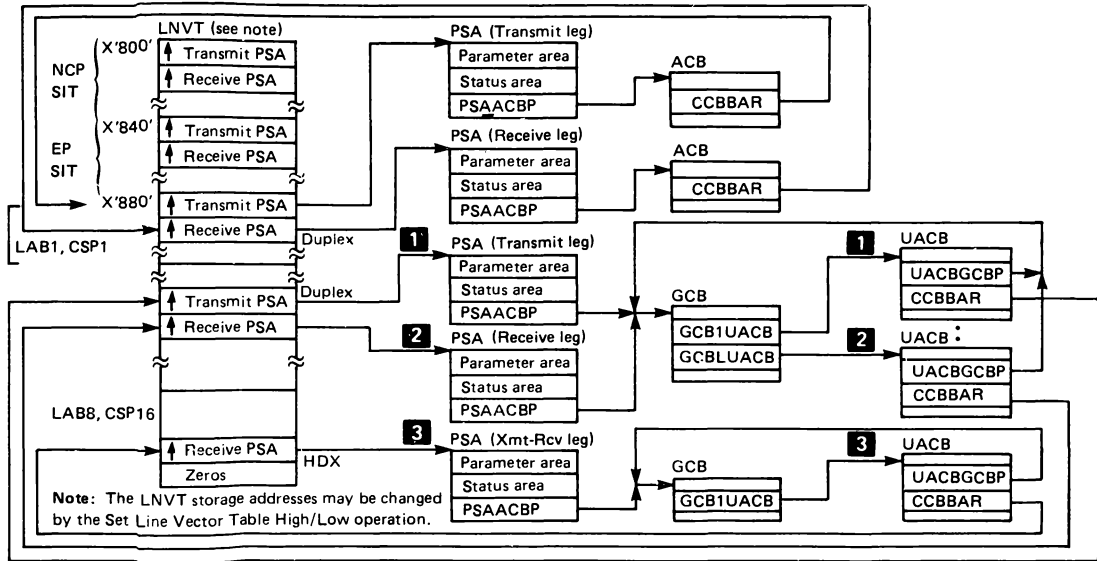 LNVT (see note)
X'800'
NCP
SIT
↑ Transmit PSA
↑ Receive PSA
X'840'
EP
SIT
↑ Transmit PSA
↑ Receive PSA
X'880'
↑ Transmit PSA
↑ Receive PSA
LAB1, CSP1
Duplex
↑ Transmit PSA
↑ Receive PSA
Duplex
LAB8, CSP16
↑ Receive PSA
Zeros
HDX
Note: The LNVT storage addresses may be changed
by the Set Line Vector Table High/Low operation.
PSA (Transmit leg)
Parameter area
Status area
PSAACBP
ACB
CCBBAR
PSA (Receive leg)
Parameter area
Status area
PSAACBP
ACB
CCBBAR
1
PSA (Transmit leg)
Parameter area
Status area
PSAACBP
2
PSA (Receive leg)
Parameter area
Status area
PSAACBP
GCB
GCB1UACB
GCBLUACB
1
UACB
UACBGCBP
CCBBAR
2
UACB
UACBGCBP
CCBBAR
3
PSA (Xmt-Rcv leg)
Parameter area
Status area
PSAACBP
GCB
GCB1UACB
3
UACB
UACBGCBP
CCBBAR